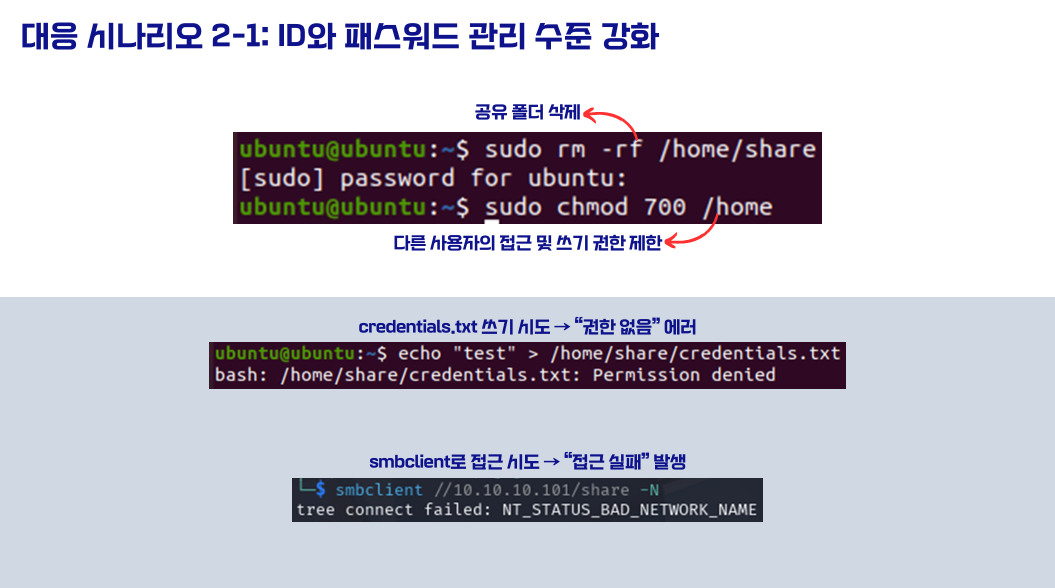 대응 시나리오 2-1: ID와 패스워드 관리 수준 강화
공유 폴더 삭제
ubuntu@ubuntu:~$ sudo rm -rf /home/share
[sudo] password for ubuntu:
ubuntu@ubuntu:~$ sudo chmod 700 /home
다른 사용자의 접근 및 쓰기 권한 제한
credentials.txt 쓰기 시도 → “권한 없음” 에러
ubuntu@ubuntu:~$ echo "test" > /home/share/credentials.txt
bash: /home/share/credentials.txt: Permission denied
smbclient로 접근 시도 → “접근 실패” 발생
└─$ smbclient //10.10.10.101/share -N
tree connect failed: NT_STATUS_BAD_NETWORK_NAME